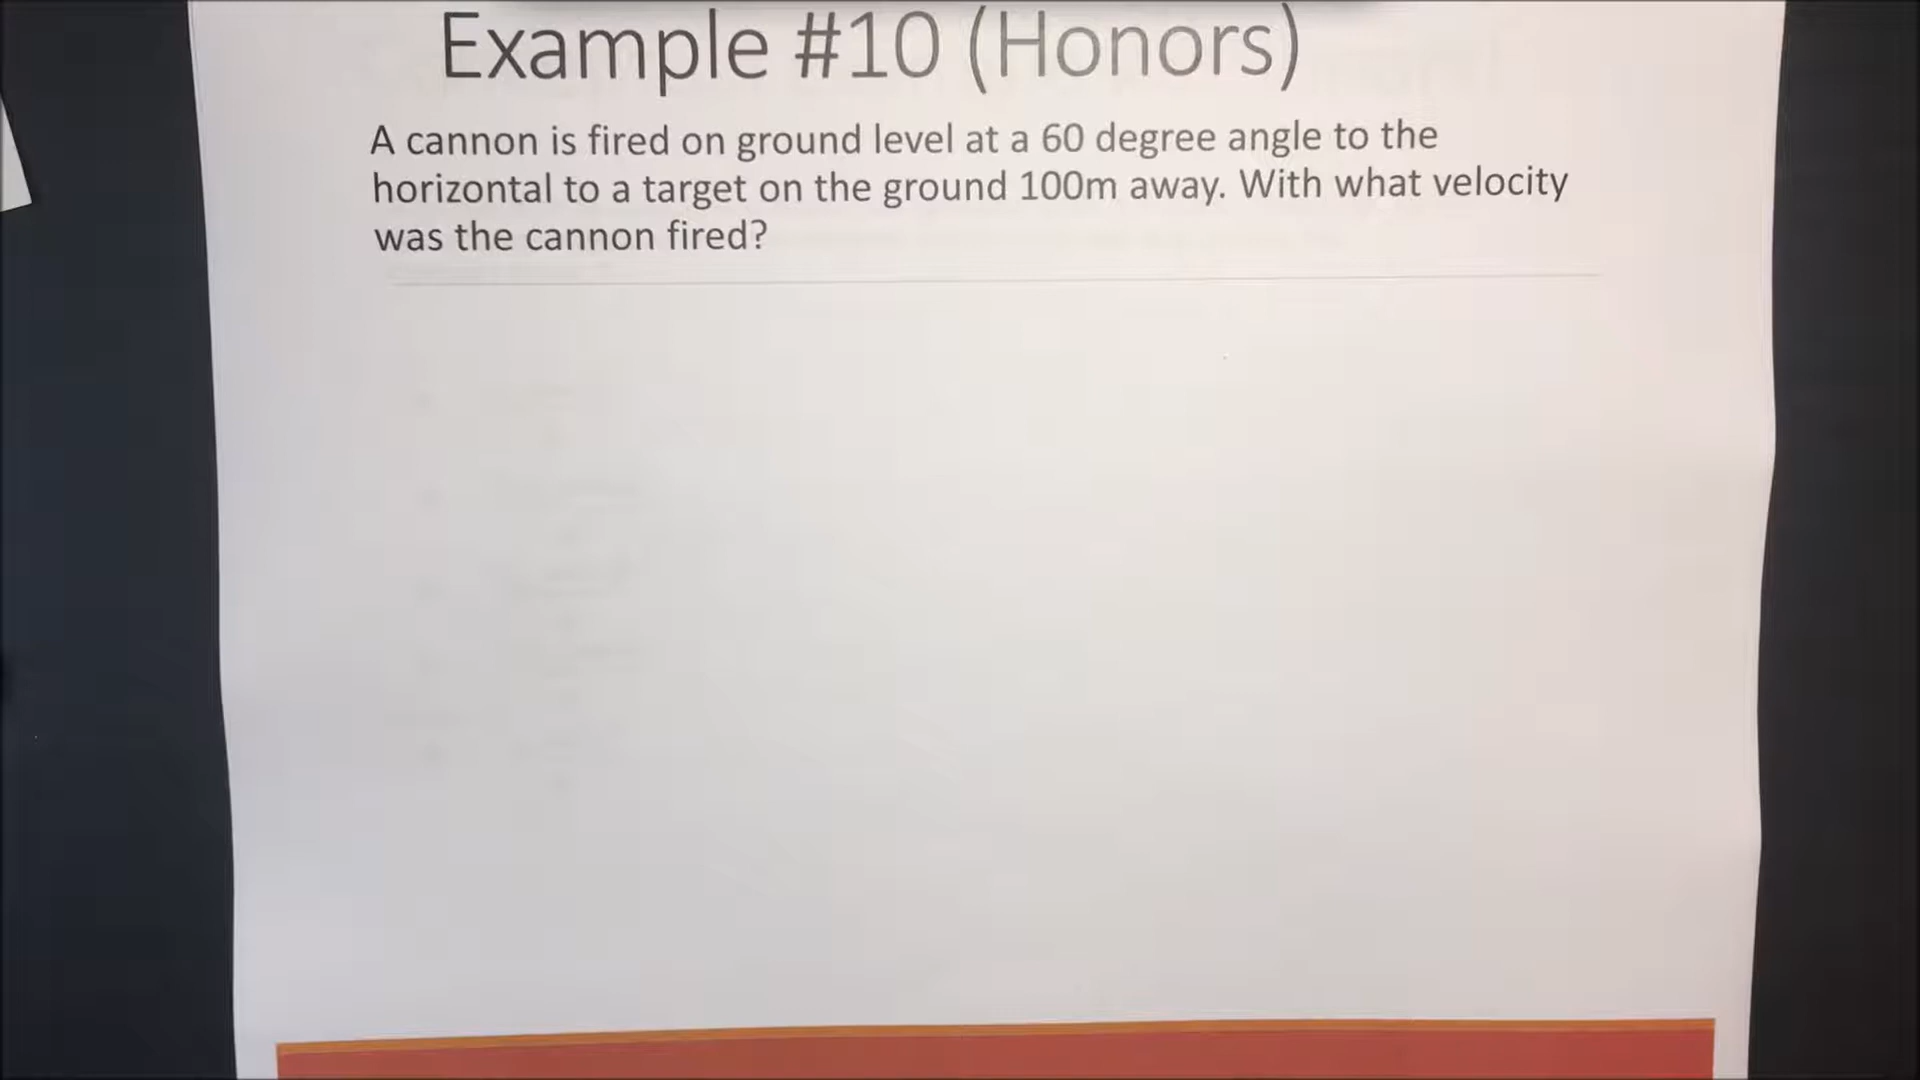 Example #10 (Honors)
A cannon is fired on ground level at a 60 degree angle to the
horizontal to a target on the ground 100m away. With what velocity
was the cannon fired?